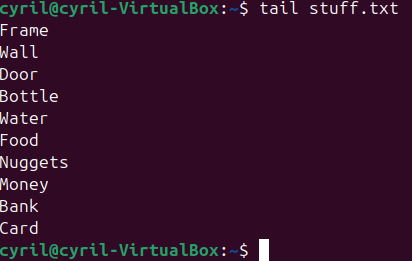 cyril@cyril-VirtualBox:~$ tail stuff.txt
Frame
Wall
Door
Bottle
Water
Food
Nuggets
Money
Bank
Card
cyril@cyril-VirtualBox:~$